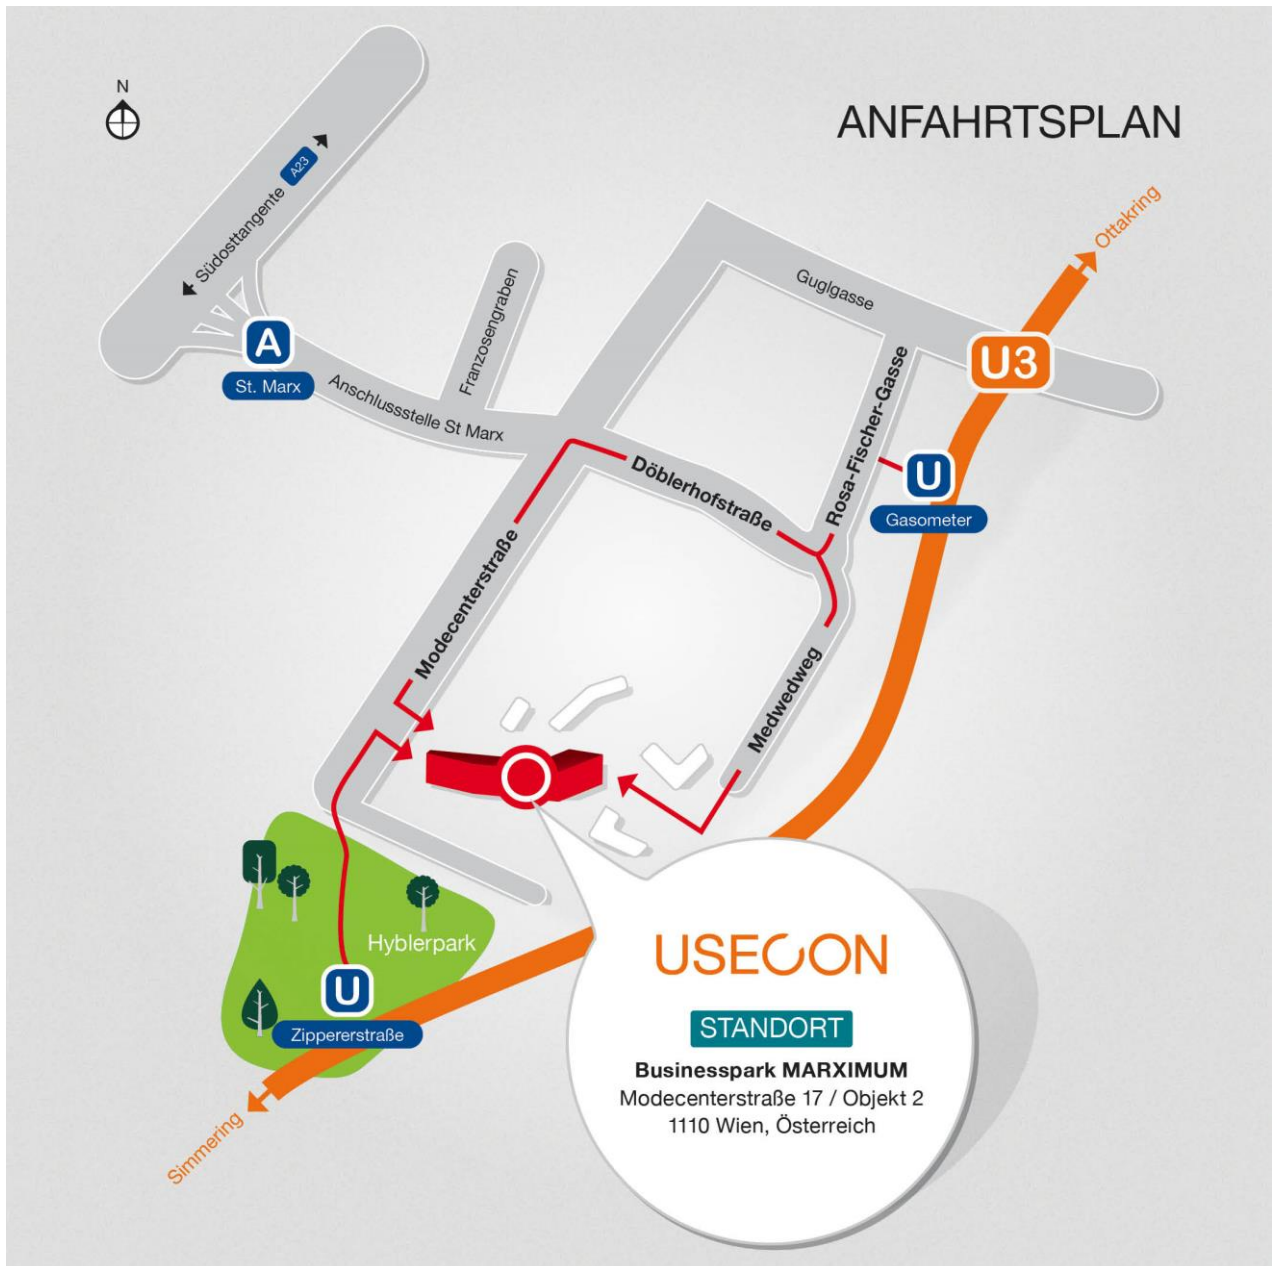 N
ANFAHRTSPLAN
A23
Südosttangente
Ottakring
Guglgasse
Franzosengraben
U3
A
St. Marx
Anschlussstelle St Marx
Rosa-Fischer-Gasse
Döblerhofstraße
U
Gasometer
Modecenterstraße
Medwedweg
Hyblerpark
U
Zippererstraße
Simmering
USECON
STANDORT
Businesspark MARXIMUM
Modecenterstraße 17 / Objekt 2
1110 Wien, Österreich